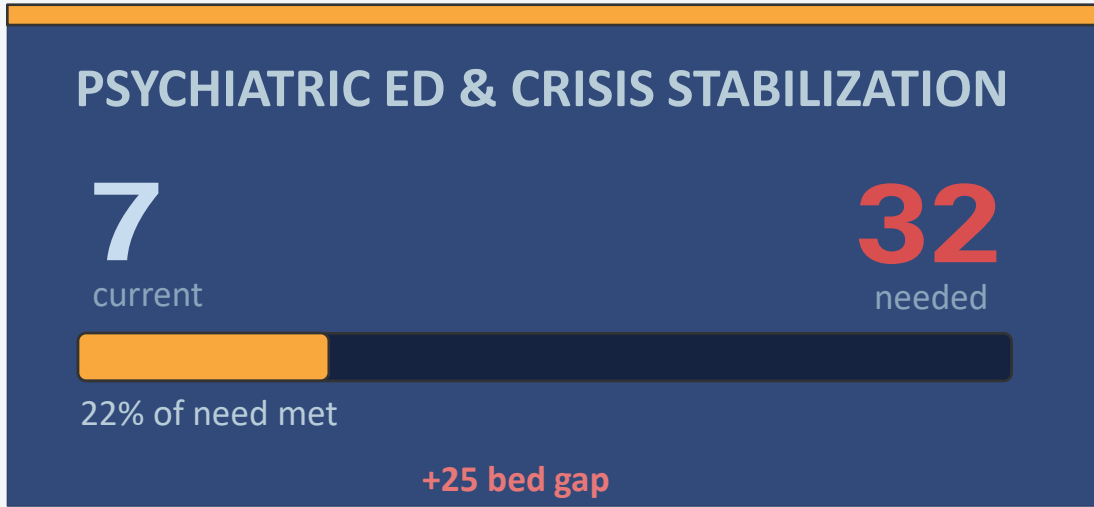 PSYCHIATRIC ED & CRISIS STABILIZATION
7
32
current
needed
22% of need met
+25 bed gap